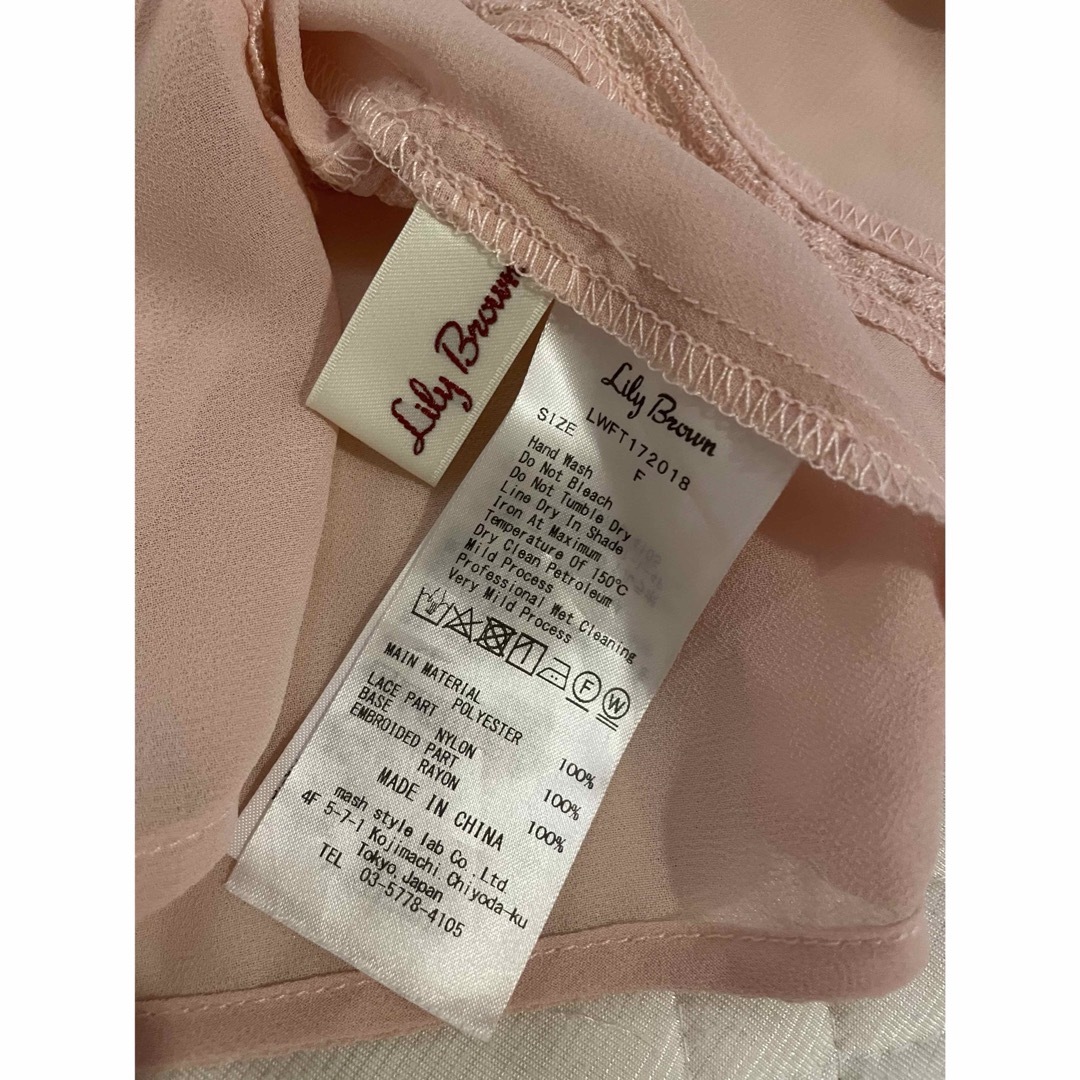 Lily Brown
Lily Brown
LWFT172018
SIZE F
Hand Wash
Do Not Bleach
Do Not Tumble Dry
Line Dry In Shade
Iron At Maximum
Temperature Of 150℃
Dry Clean Petroleum
Mild Process
Professional Wet Cleaning
Very Mild Process
F W
MAIN MATERIAL
POLYESTER 100%
LACE PART
BASE
NYLON 100%
EMBROIDED PART
RAYON 100%
MADE IN CHINA
mash style lab Co., Ltd.
4F 5-7-1 Kojimachi Chiyoda-ku
Tokyo, Japan
TEL 03-5778-4105